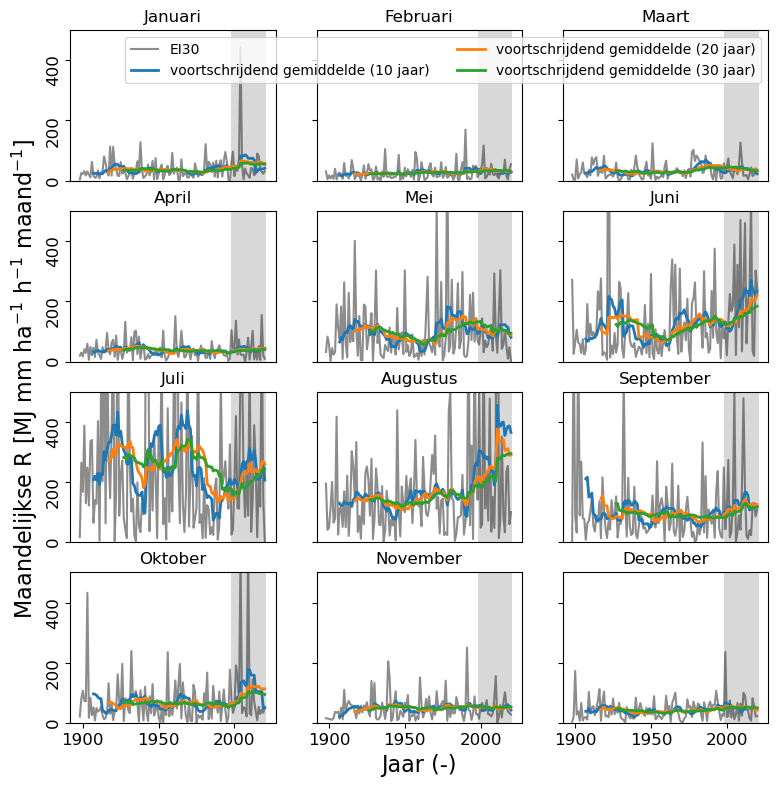 Januari Februari Maart
EI30
voortschrijdend gemiddelde (10 jaar)
voortschrijdend gemiddelde (20 jaar)
voortschrijdend gemiddelde (30 jaar)
400
200
0
April Mei Juni
400
200
0
Juli Augustus September
400
200
0
Oktober November December
400
200
0
1900 1950 2000 1900 1950 2000 1900 1950 2000
Jaar (-)
Maandelijkse R [MJ mm ha⁻¹ h⁻¹ maand⁻¹]